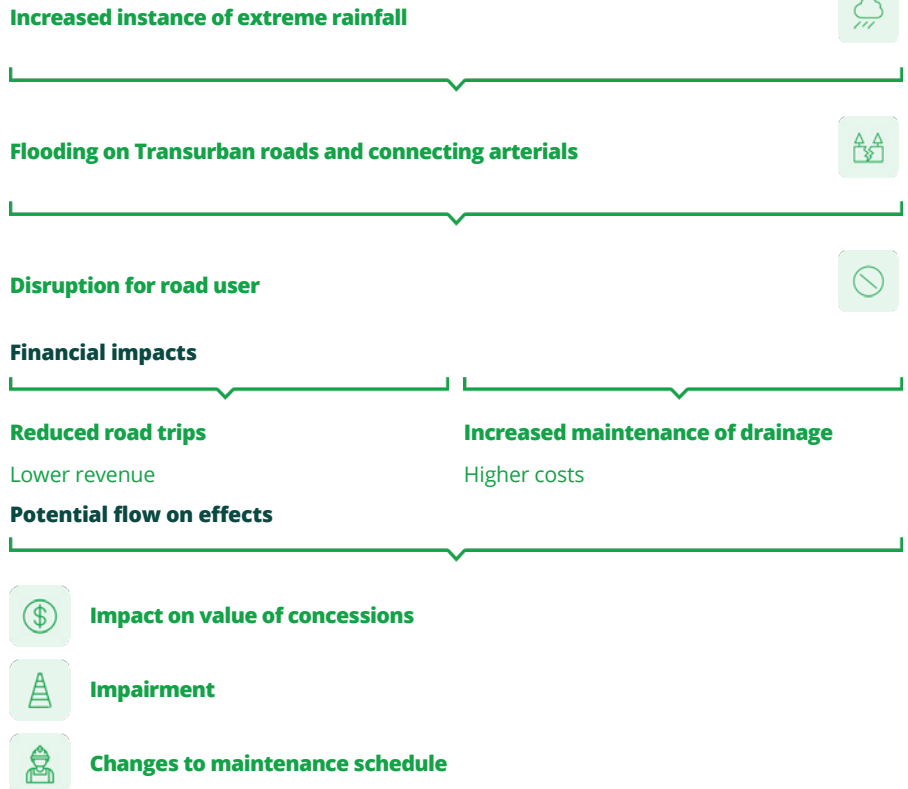 Increased instance of extreme rainfall
Flooding on Transurban roads and connecting arterials
Disruption for road user
Financial impacts
Reduced road trips
Lower revenue
Increased maintenance of drainage
Higher costs
Potential flow on effects
$
Impact on value of concessions
Impairment
Changes to maintenance schedule